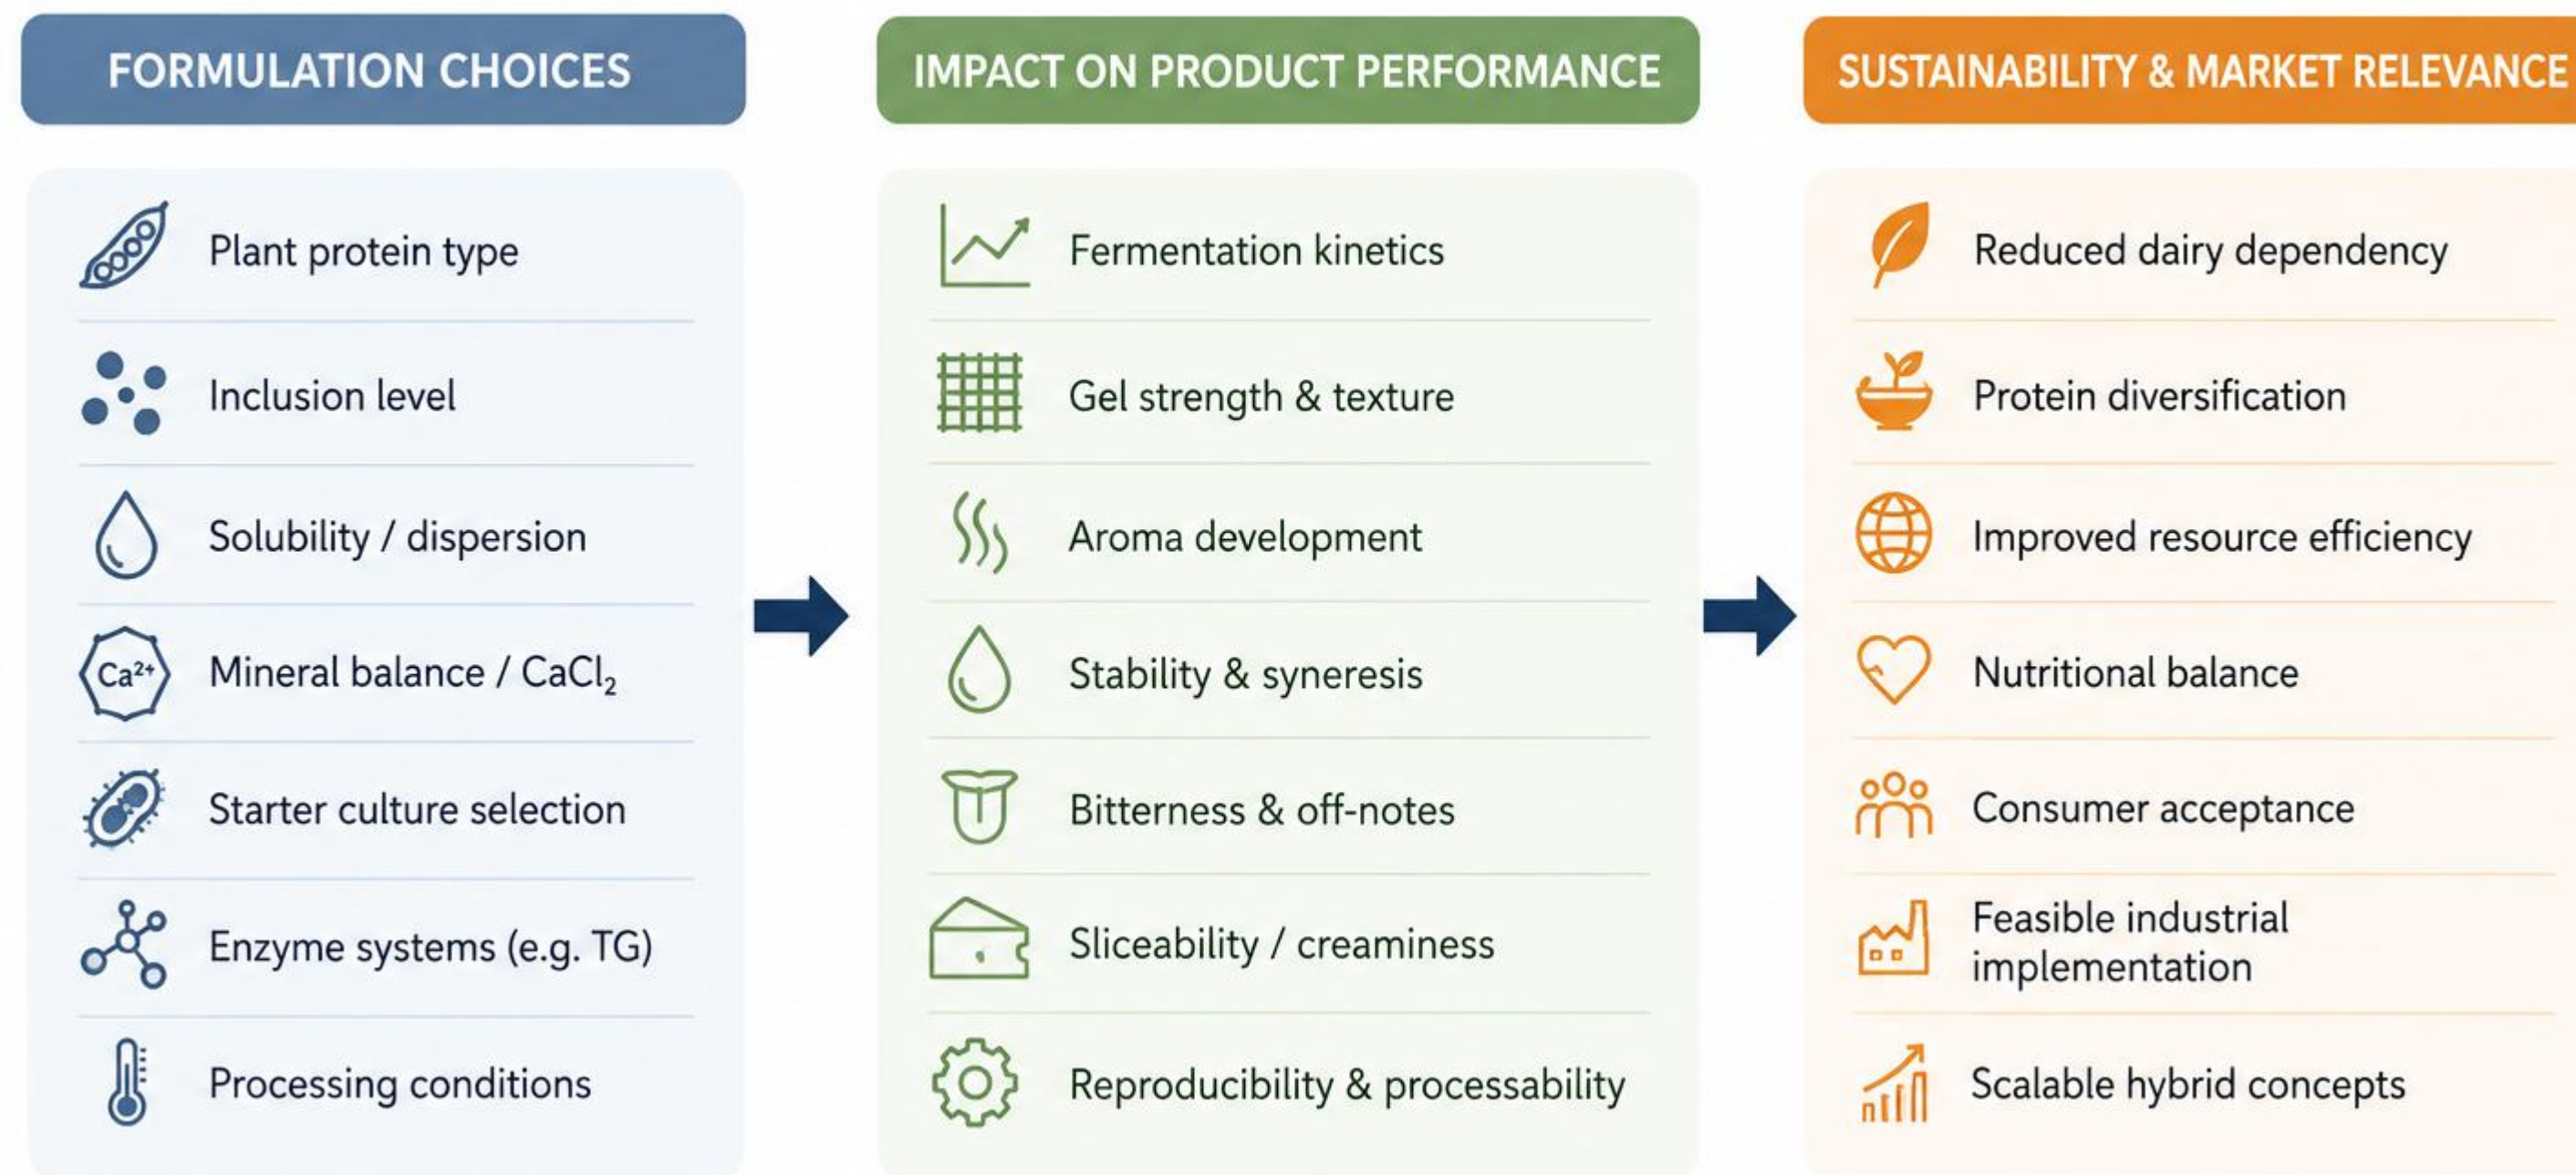 FORMULATION CHOICES
Plant protein type
Inclusion level
Solubility / dispersion
Ca²⁺
Mineral balance / CaCl₂
Starter culture selection
Enzyme systems (e.g. TG)
Processing conditions
IMPACT ON PRODUCT PERFORMANCE
Fermentation kinetics
Gel strength & texture
Aroma development
Stability & syneresis
Bitterness & off-notes
Sliceability / creaminess
Reproducibility & processability
SUSTAINABILITY & MARKET RELEVANCE
Reduced dairy dependency
Protein diversification
Improved resource efficiency
Nutritional balance
Consumer acceptance
Feasible industrial
implementation
Scalable hybrid concepts